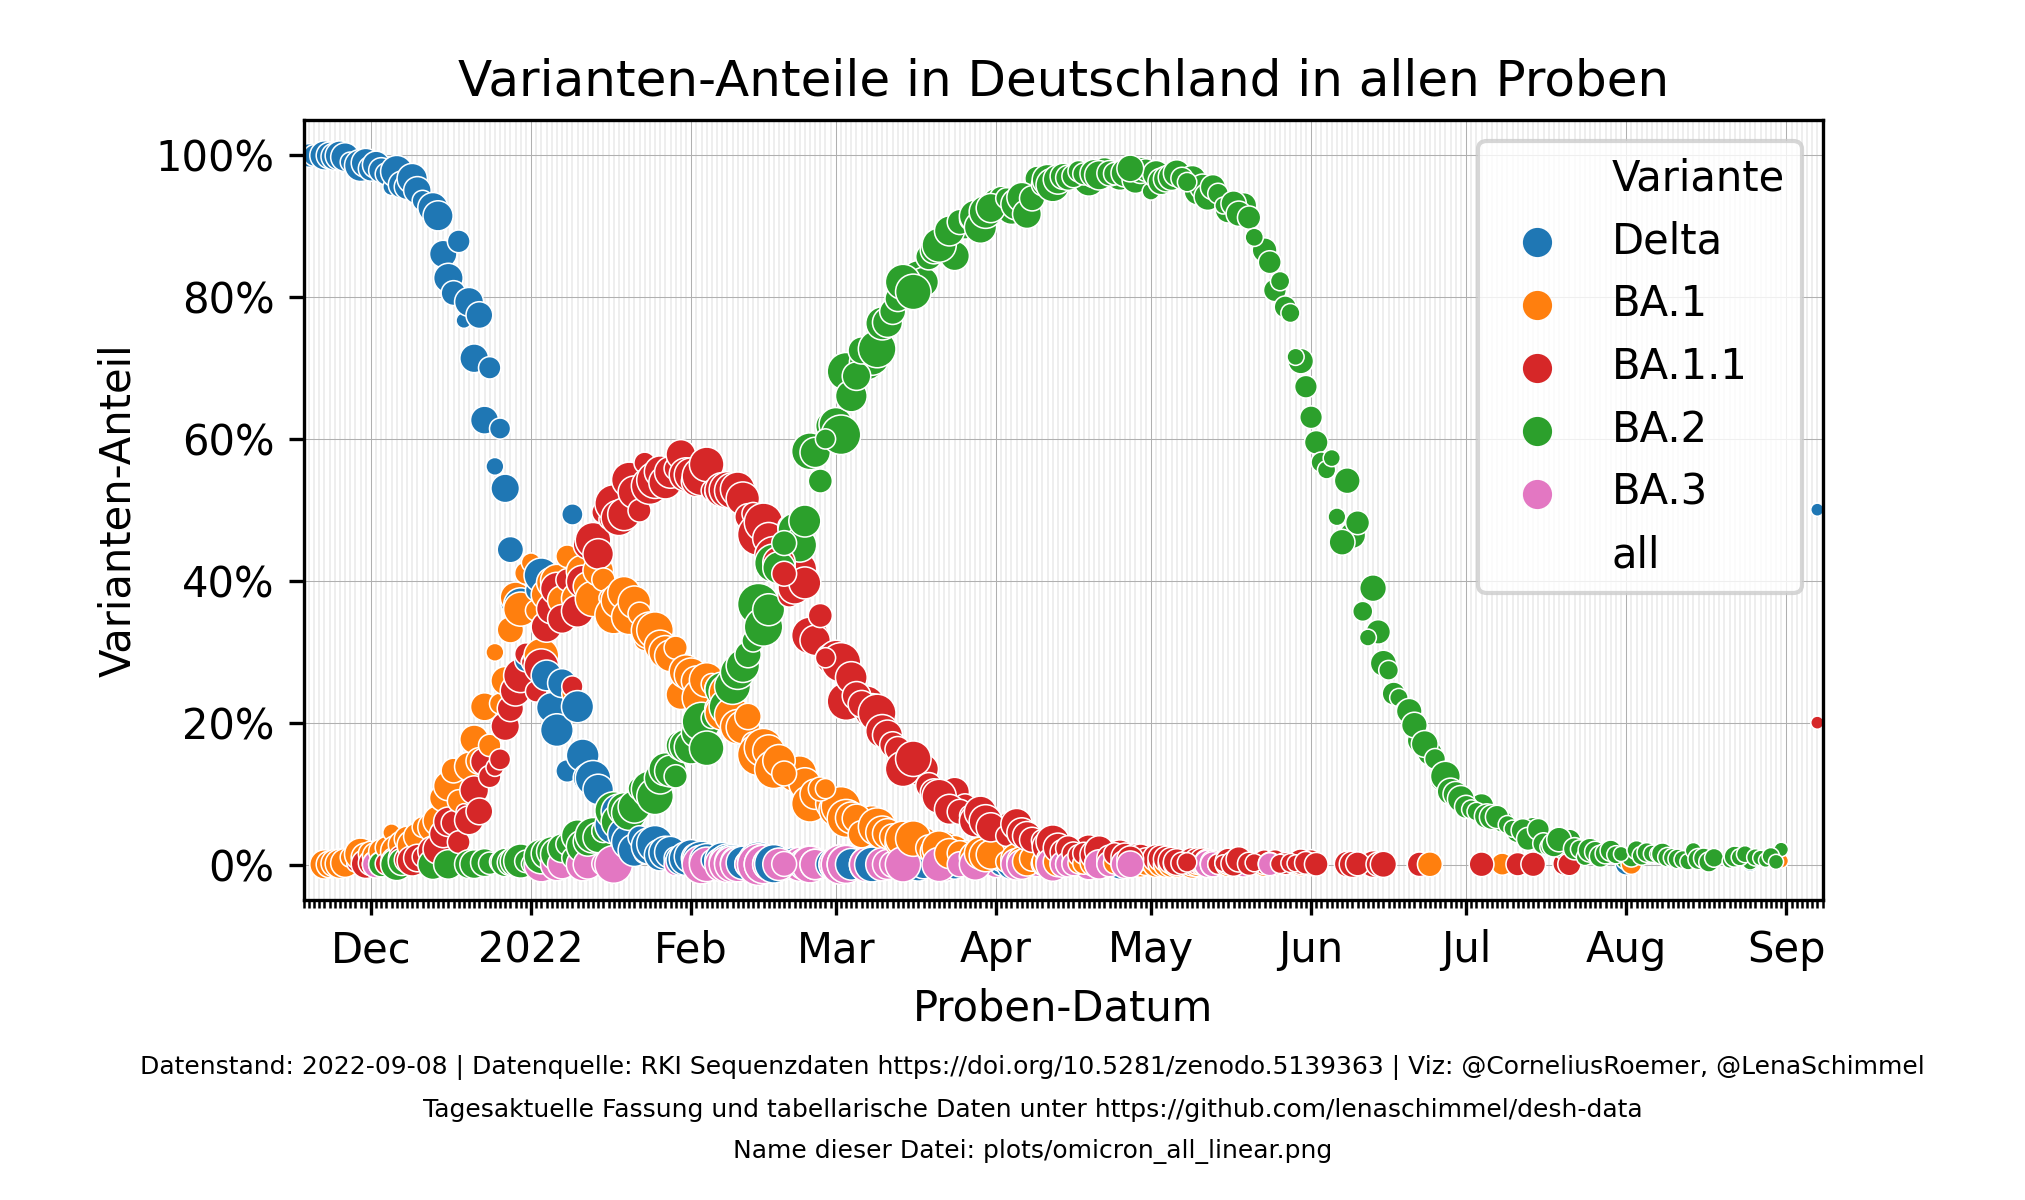 Varianten-Anteile in Deutschland in allen Proben
Varianten-Anteil
100%
80%
60%
40%
20%
0%
Variante
Delta
BA.1
BA.1.1
BA.2
BA.3
all
Dec 2022 Feb Mar Apr May Jun Jul Aug Sep
Proben-Datum
Datenstand: 2022-09-08 | Datenquelle: RKI Sequenzdaten https://doi.org/10.5281/zenodo.5139363 | Viz: @CorneliusRoemer, @LenaSchimmel
Tagesaktuelle Fassung und tabellarische Daten unter https://github.com/lenaschimmel/desh-data
Name dieser Datei: plots/omicron_all_linear.png